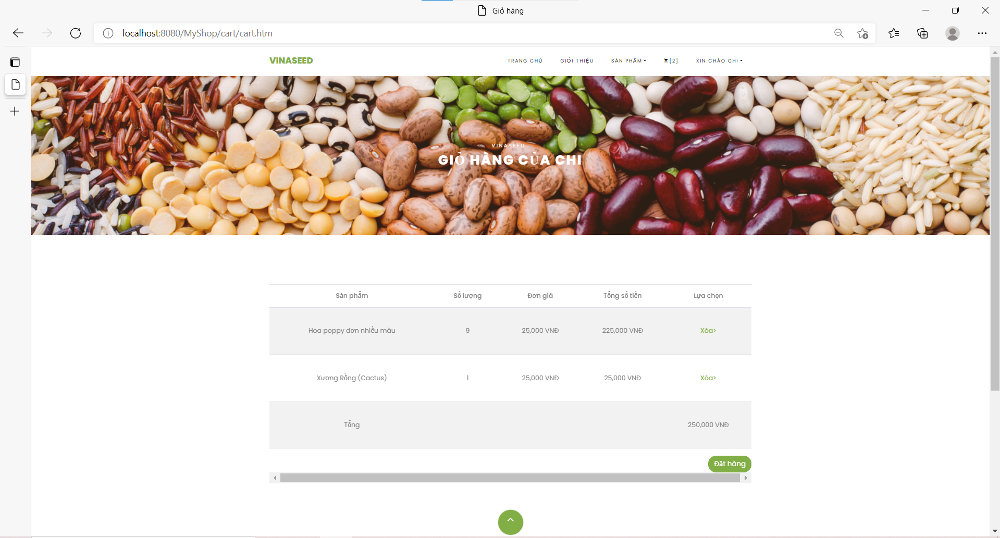 Giỏ hàng
localhost:8080/MyShop/cart/cart.htm
VINASEED TRANG CHỦ GIỚI THIỆU SẢN PHẨM [2] XIN CHÀO CHI
VINASEED
GIỎ HÀNG CỦA CHI
Sản phẩm Số lượng Đơn giá Tổng số tiền Lựa chọn
Hoa poppy đơn nhiều màu 9 25,000 VNĐ 225,000 VNĐ Xóa>
Xương Rồng (Cactus) 1 25,000 VNĐ 25,000 VNĐ Xóa>
Tổng 250,000 VNĐ
Đặt hàng